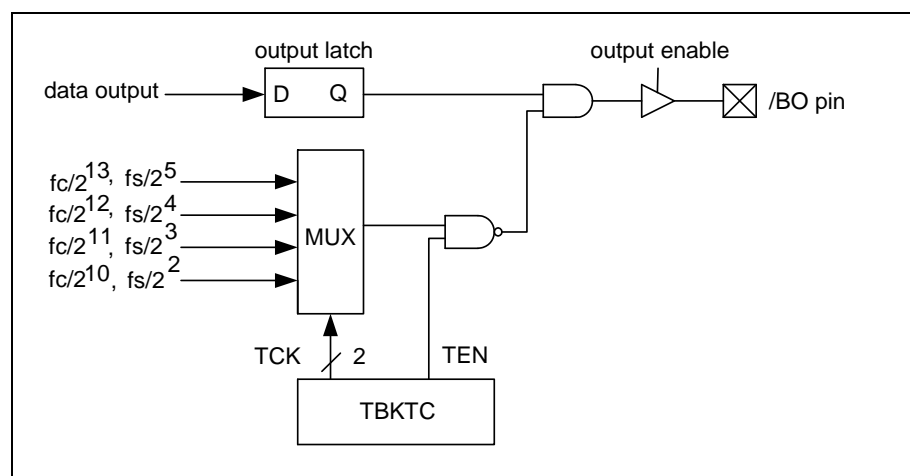 output latch
output enable
data output
D Q
/BO pin
fc/2^13, fs/2^5
fc/2^12, fs/2^4
fc/2^11, fs/2^3
fc/2^10, fs/2^2
MUX
TCK 2 TEN
TBKTC